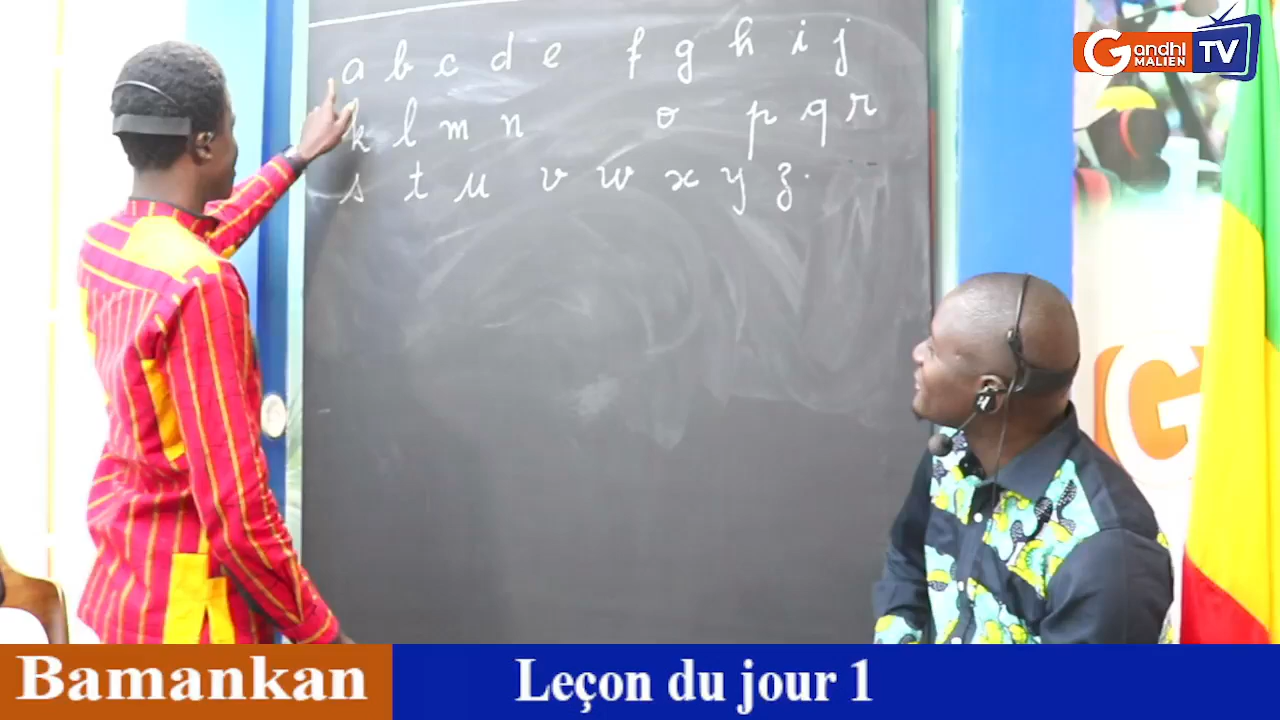 Gandhi
MALIEN
TV
a b c d e f g h i j
k l m n o p q r
s t u v w x y z.
G
Bamankan
Leçon du jour 1